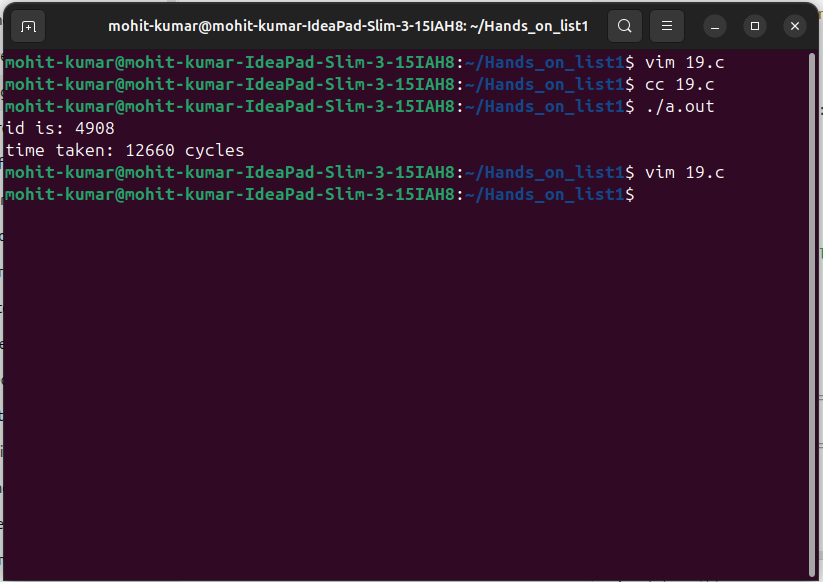 mohit-kumar@mohit-kumar-IdeaPad-Slim-3-15IAH8: ~/Hands_on_list1
mohit-kumar@mohit-kumar-IdeaPad-Slim-3-15IAH8:~/Hands_on_list1$ vim 19.c
mohit-kumar@mohit-kumar-IdeaPad-Slim-3-15IAH8:~/Hands_on_list1$ cc 19.c
mohit-kumar@mohit-kumar-IdeaPad-Slim-3-15IAH8:~/Hands_on_list1$ ./a.out
id is: 4908
time taken: 12660 cycles
mohit-kumar@mohit-kumar-IdeaPad-Slim-3-15IAH8:~/Hands_on_list1$ vim 19.c
mohit-kumar@mohit-kumar-IdeaPad-Slim-3-15IAH8:~/Hands_on_list1$